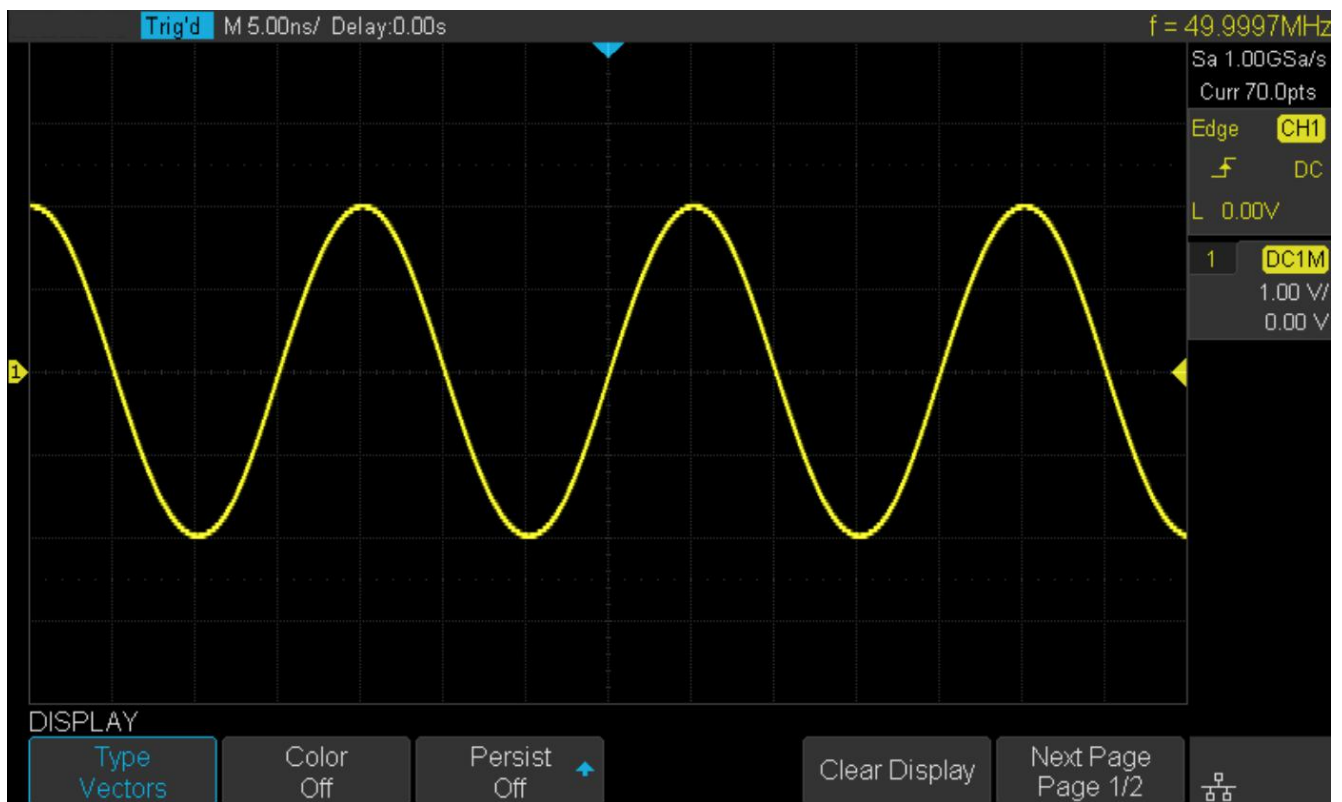 Trig'd M 5.00ns/ Delay:0.00s f = 49.9997MHz
Sa 1.00GSa/s
Curr 70.0pts
Edge CH1
DC
L 0.00V
1 DC1M
1.00 V/
0.00 V
1
DISPLAY
Type
Vectors
Color
Off
Persist
Off
Clear Display
Next Page
Page 1/2